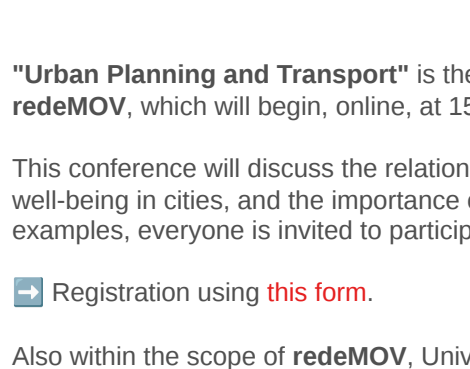 "Urban Planning and Transport" is the
redeMOV, which will begin, online, at 15
This conference will discuss the relation
well-being in cities, and the importance
examples, everyone is invited to particip
➡ Registration using this form.
Also within the scope of redeMOV, Univ